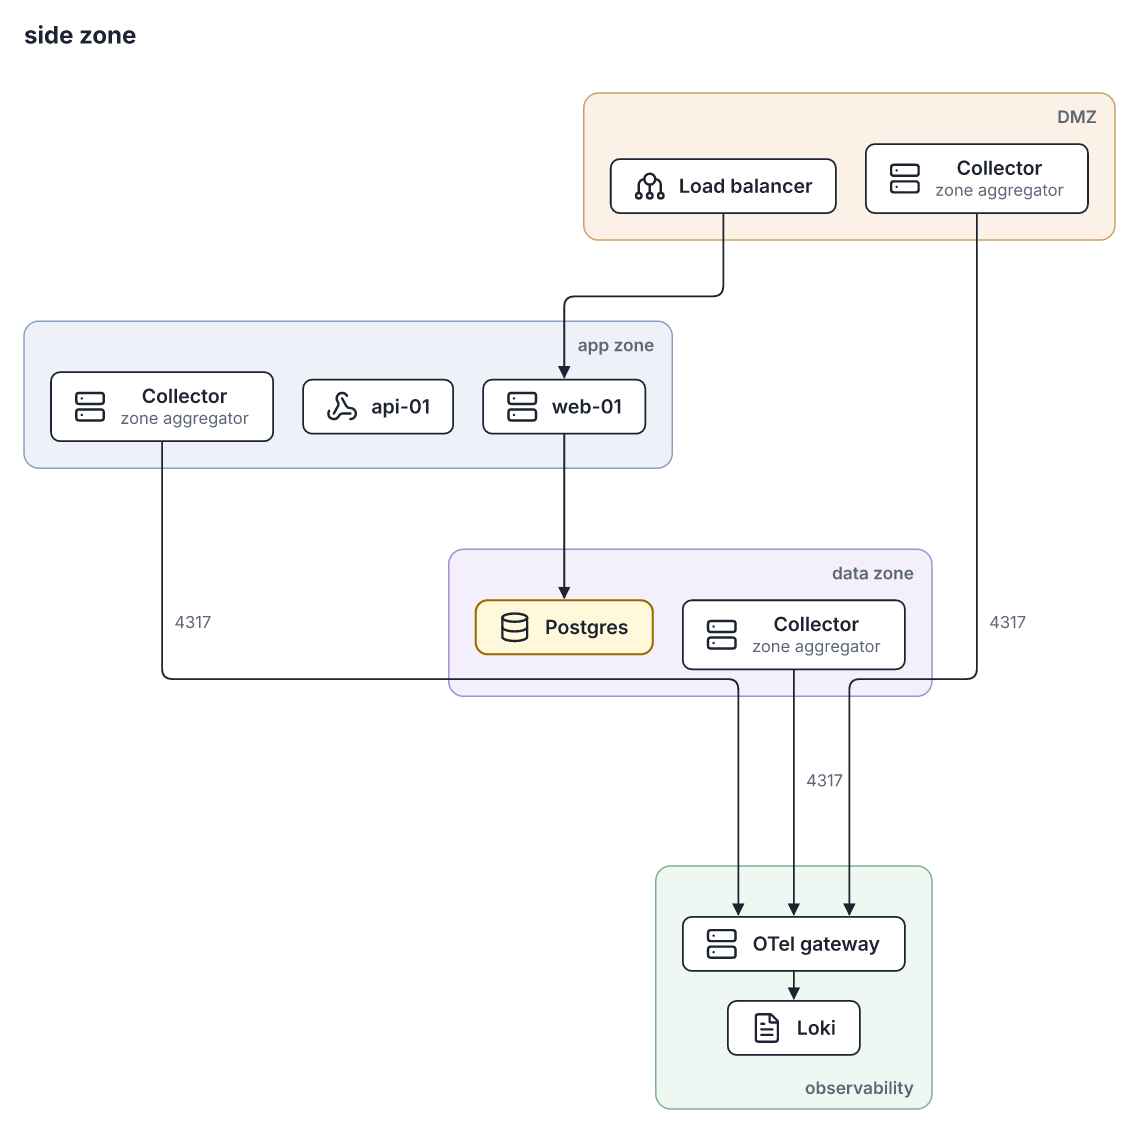 side zone
DMZ
Load balancer
Collector
zone aggregator
app zone
Collector
zone aggregator
api-01
web-01
data zone
Postgres
Collector
zone aggregator
4317
4317
4317
OTel gateway
Loki
observability